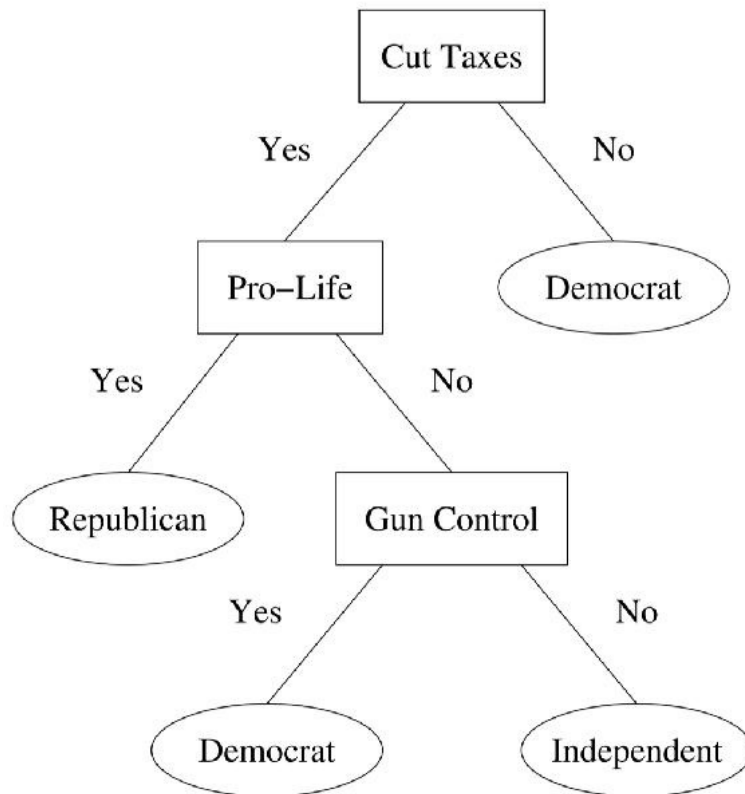 Cut Taxes
Yes
No
Pro-Life
Democrat
Yes
No
Republican
Gun Control
Yes
No
Democrat
Independent